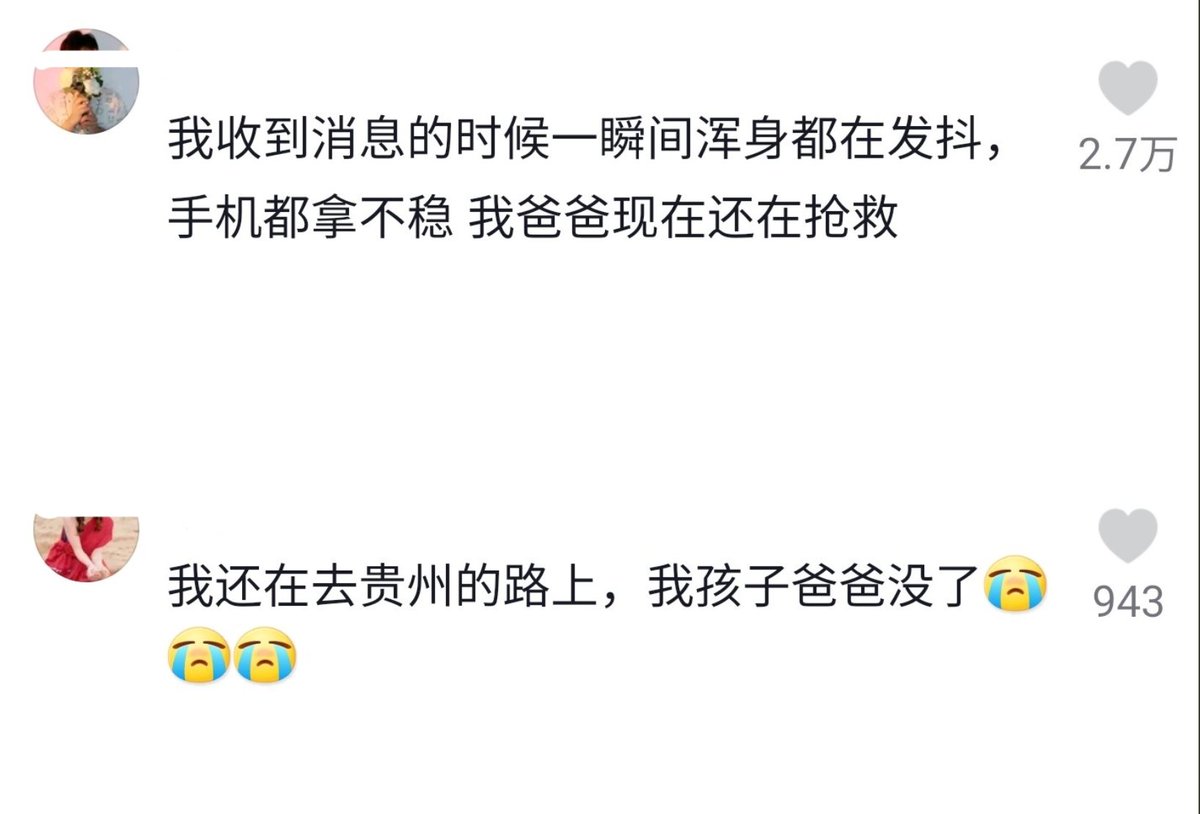 我收到消息的时候一瞬间浑身都在发抖，
手机都拿不稳 我爸爸现在还在抢救
2.7万
我还在去贵州的路上，我孩子爸爸没了😭
😭😭
943